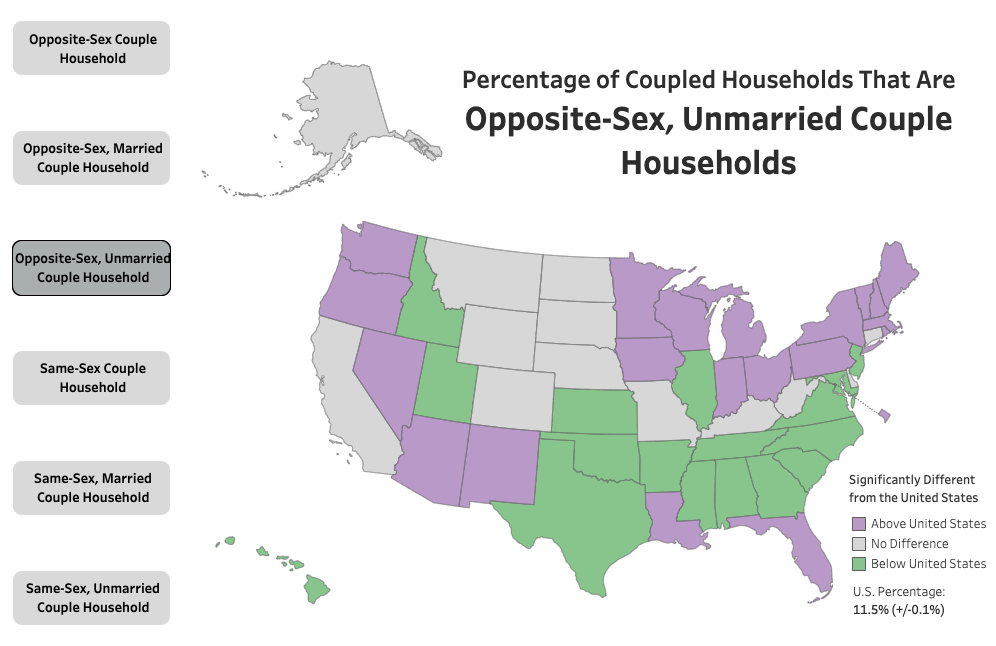 Opposite-Sex Couple
Household
Opposite-Sex, Married
Couple Household
Opposite-Sex, Unmarried
Couple Household
Same-Sex Couple
Household
Same-Sex, Married
Couple Household
Same-Sex, Unmarried
Couple Household
Percentage of Coupled Households That Are
Opposite-Sex, Unmarried Couple
Households
Significantly Different
from the United States
Above United States
No Difference
Below United States
U.S. Percentage:
11.5% (+/-0.1%)